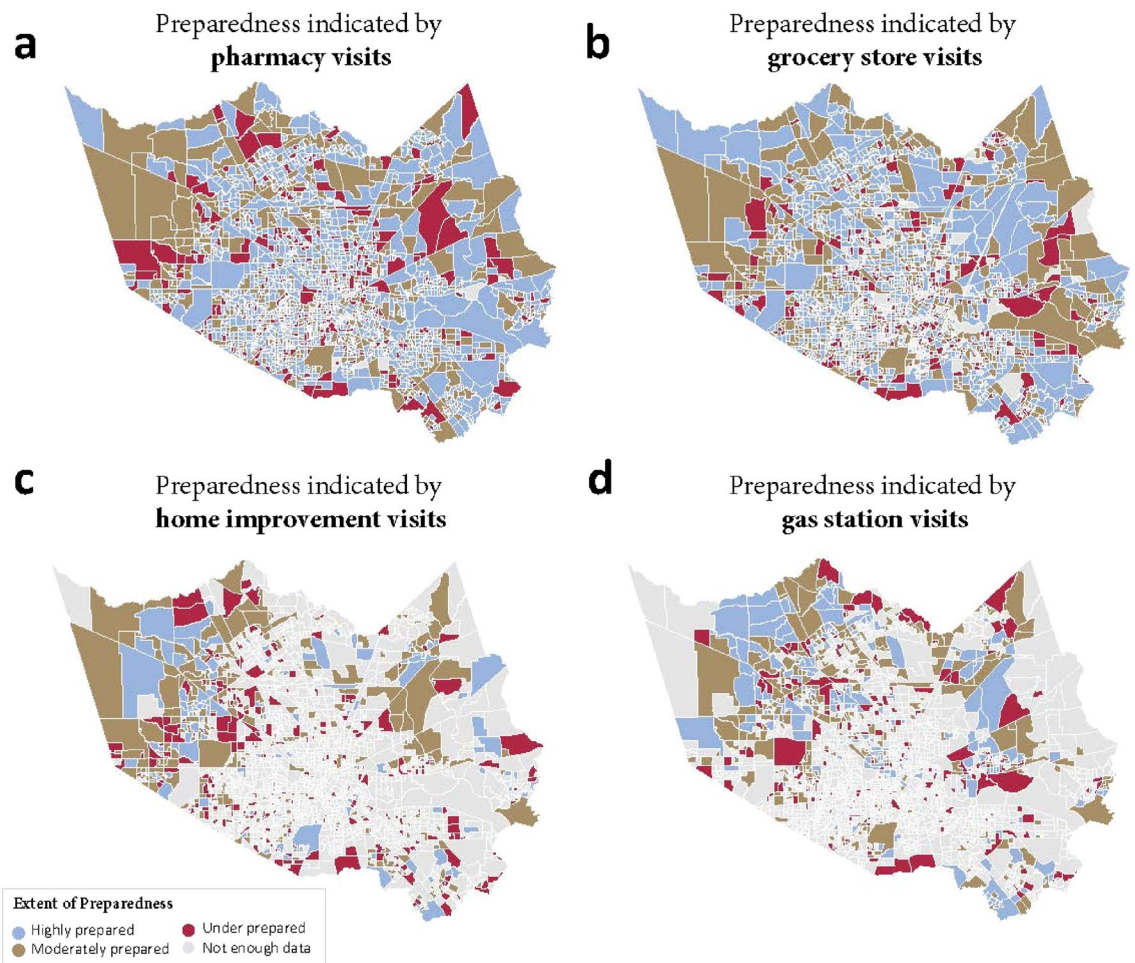 a
Preparedness indicated by
pharmacy visits
b
Preparedness indicated by
grocery store visits
c
Preparedness indicated by
home improvement visits
d
Preparedness indicated by
gas station visits
Extent of Preparedness
Highly prepared
Under prepared
Moderately prepared
Not enough data